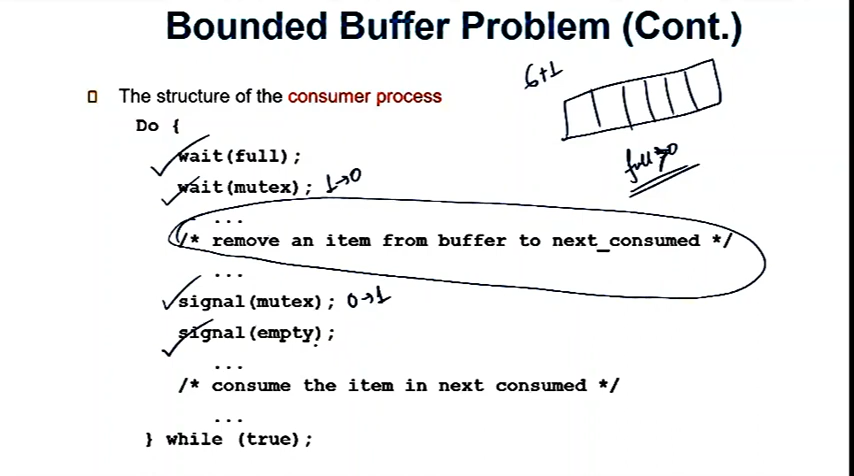 Bounded Buffer Problem (Cont.)
6+1
The structure of the consumer process
Do {
wait(full);
full>0
wait(mutex); 1→0
...
/* remove an item from buffer to next_consumed */
...
signal(mutex); 0→1
signal(empty);
...
/* consume the item in next consumed */
...
} while (true);